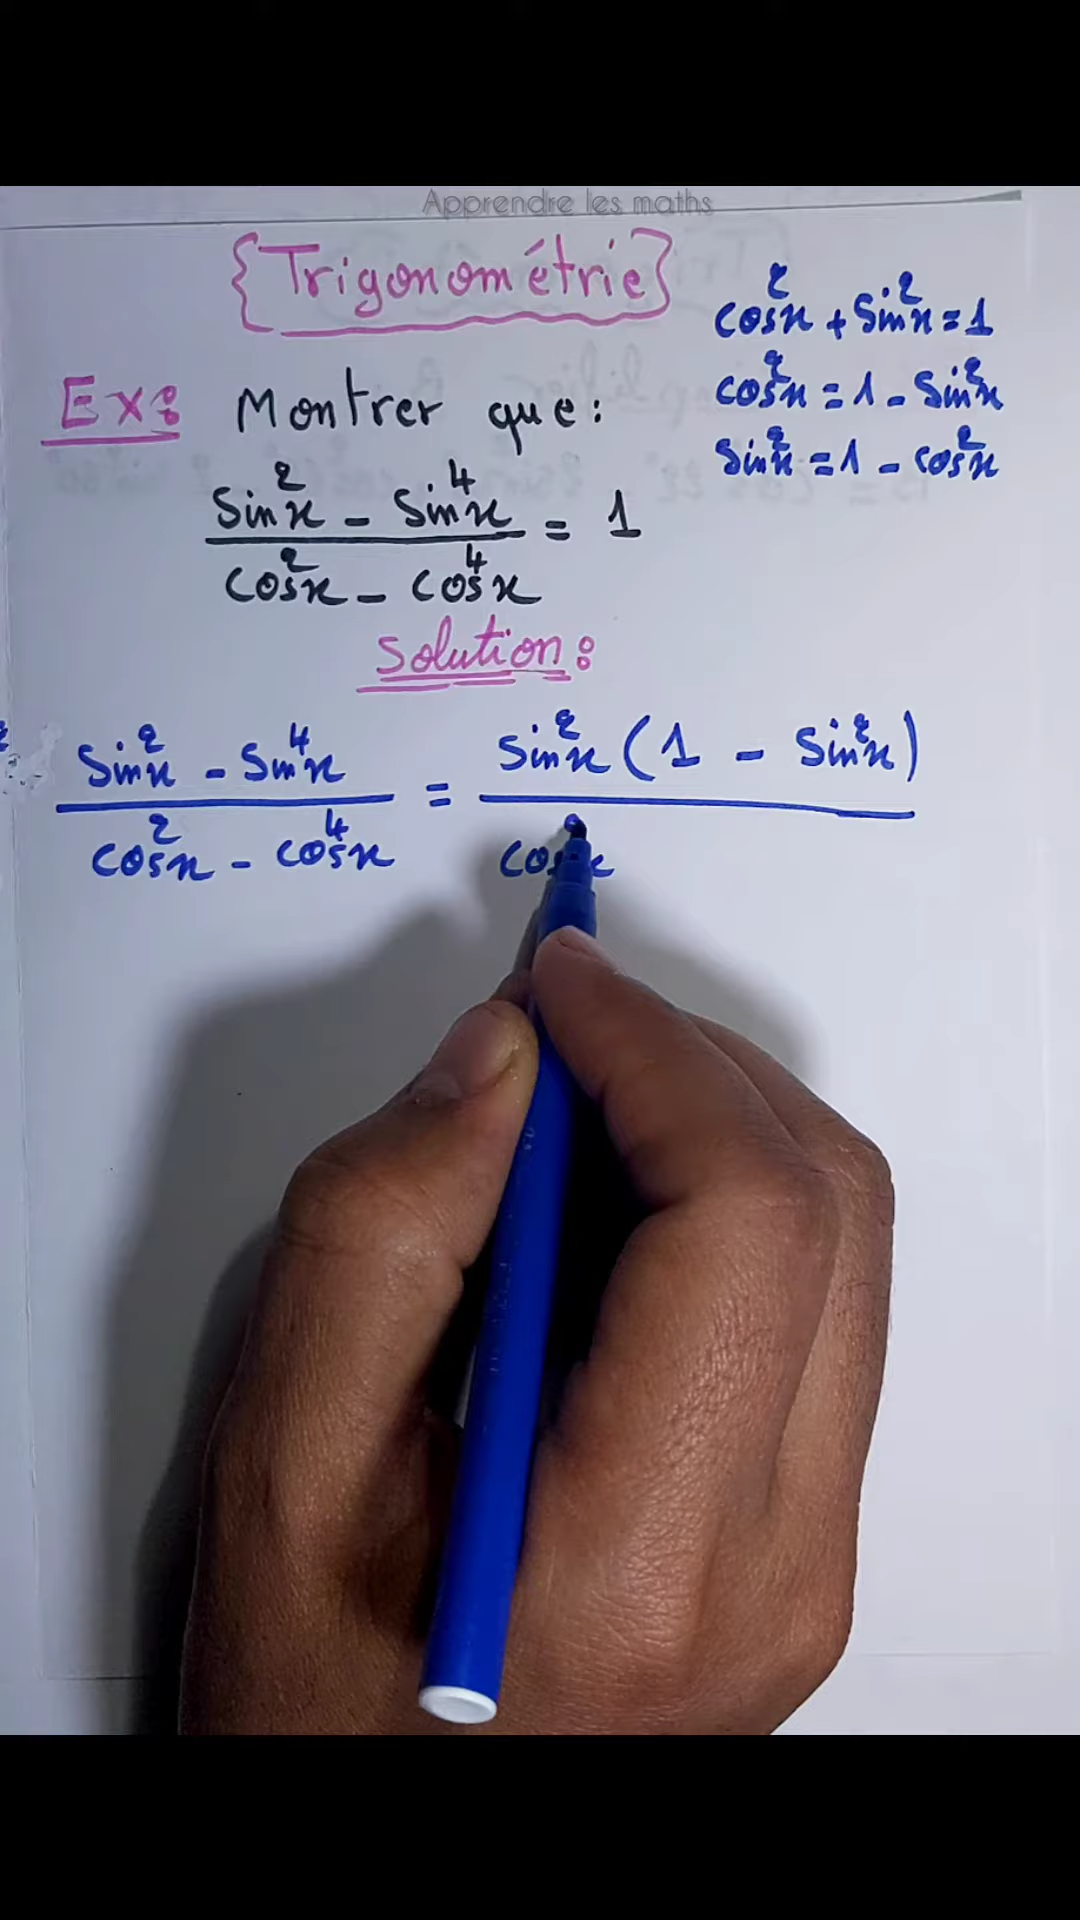 Apprendre les maths
{Trigonométrie}
cos²x + sin²x = 1
cos²x = 1 - sin²x
sin²x = 1 - cos²x
Ex: Montrer que:
(sin²x - sin⁴x) / (cos²x - cos⁴x) = 1
Solution:
(sin²x - sin⁴x) / (cos²x - cos⁴x) = sin²x (1 - sin²x) / cos²x